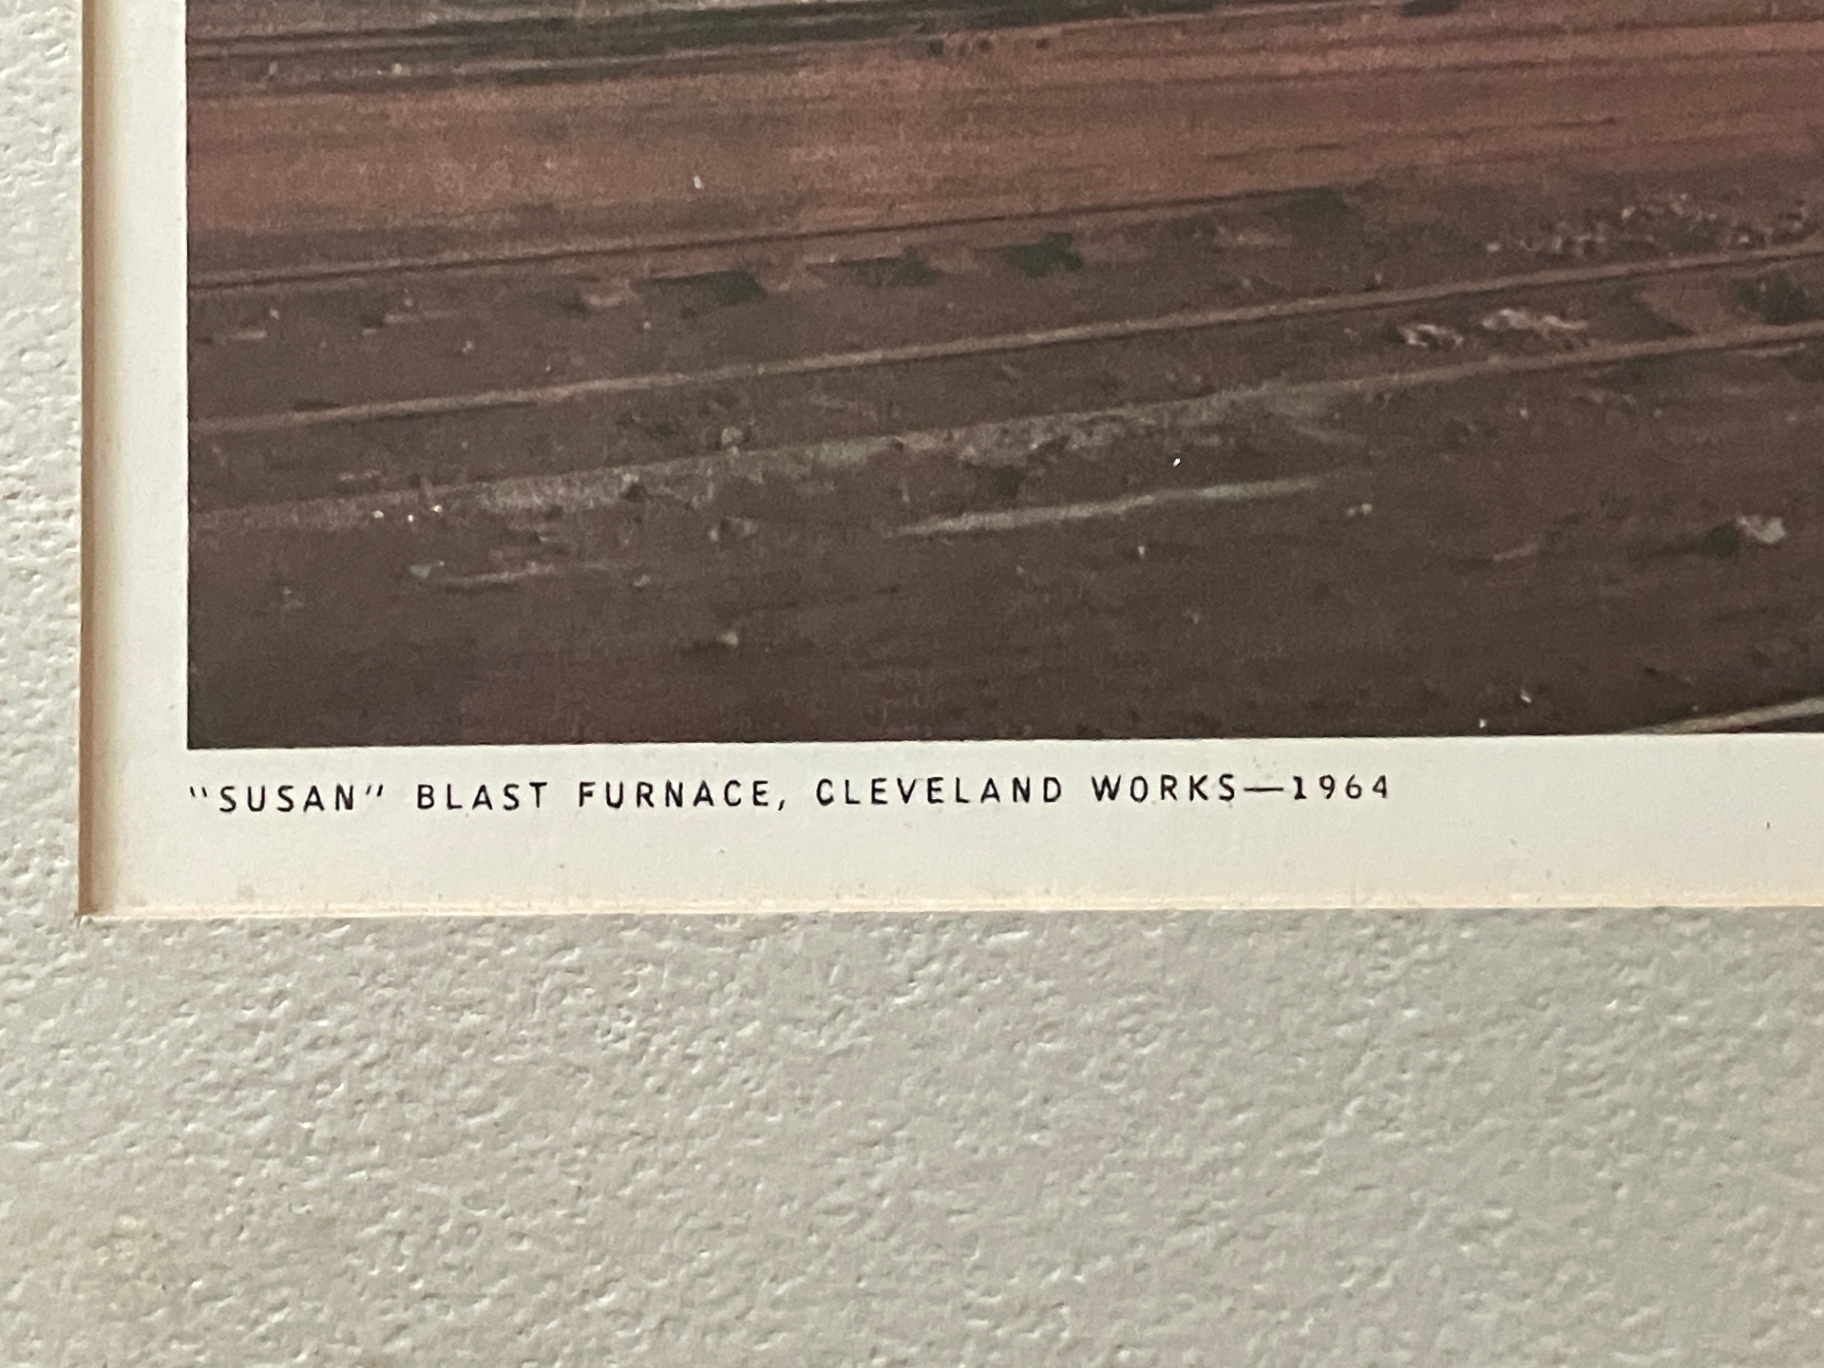 “SUSAN” BLAST FURNACE, CLEVELAND WORKS—1964